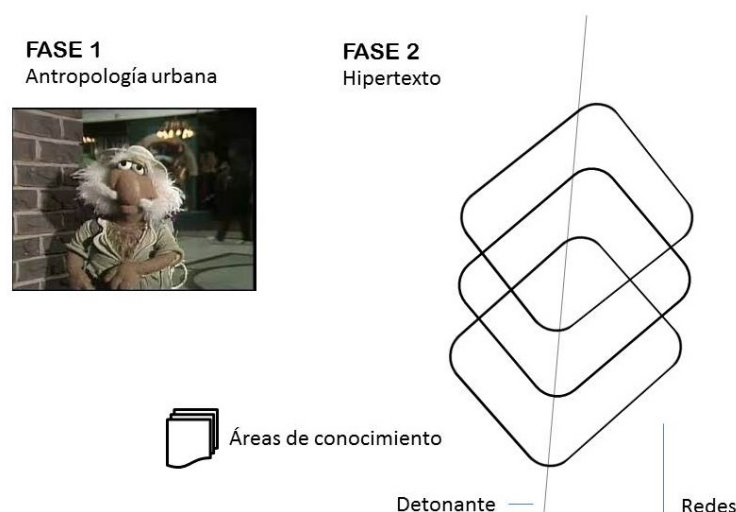 FASE 1
Antropología urbana
FASE 2
Hipertexto
Áreas de conocimiento
Detonante
Redes